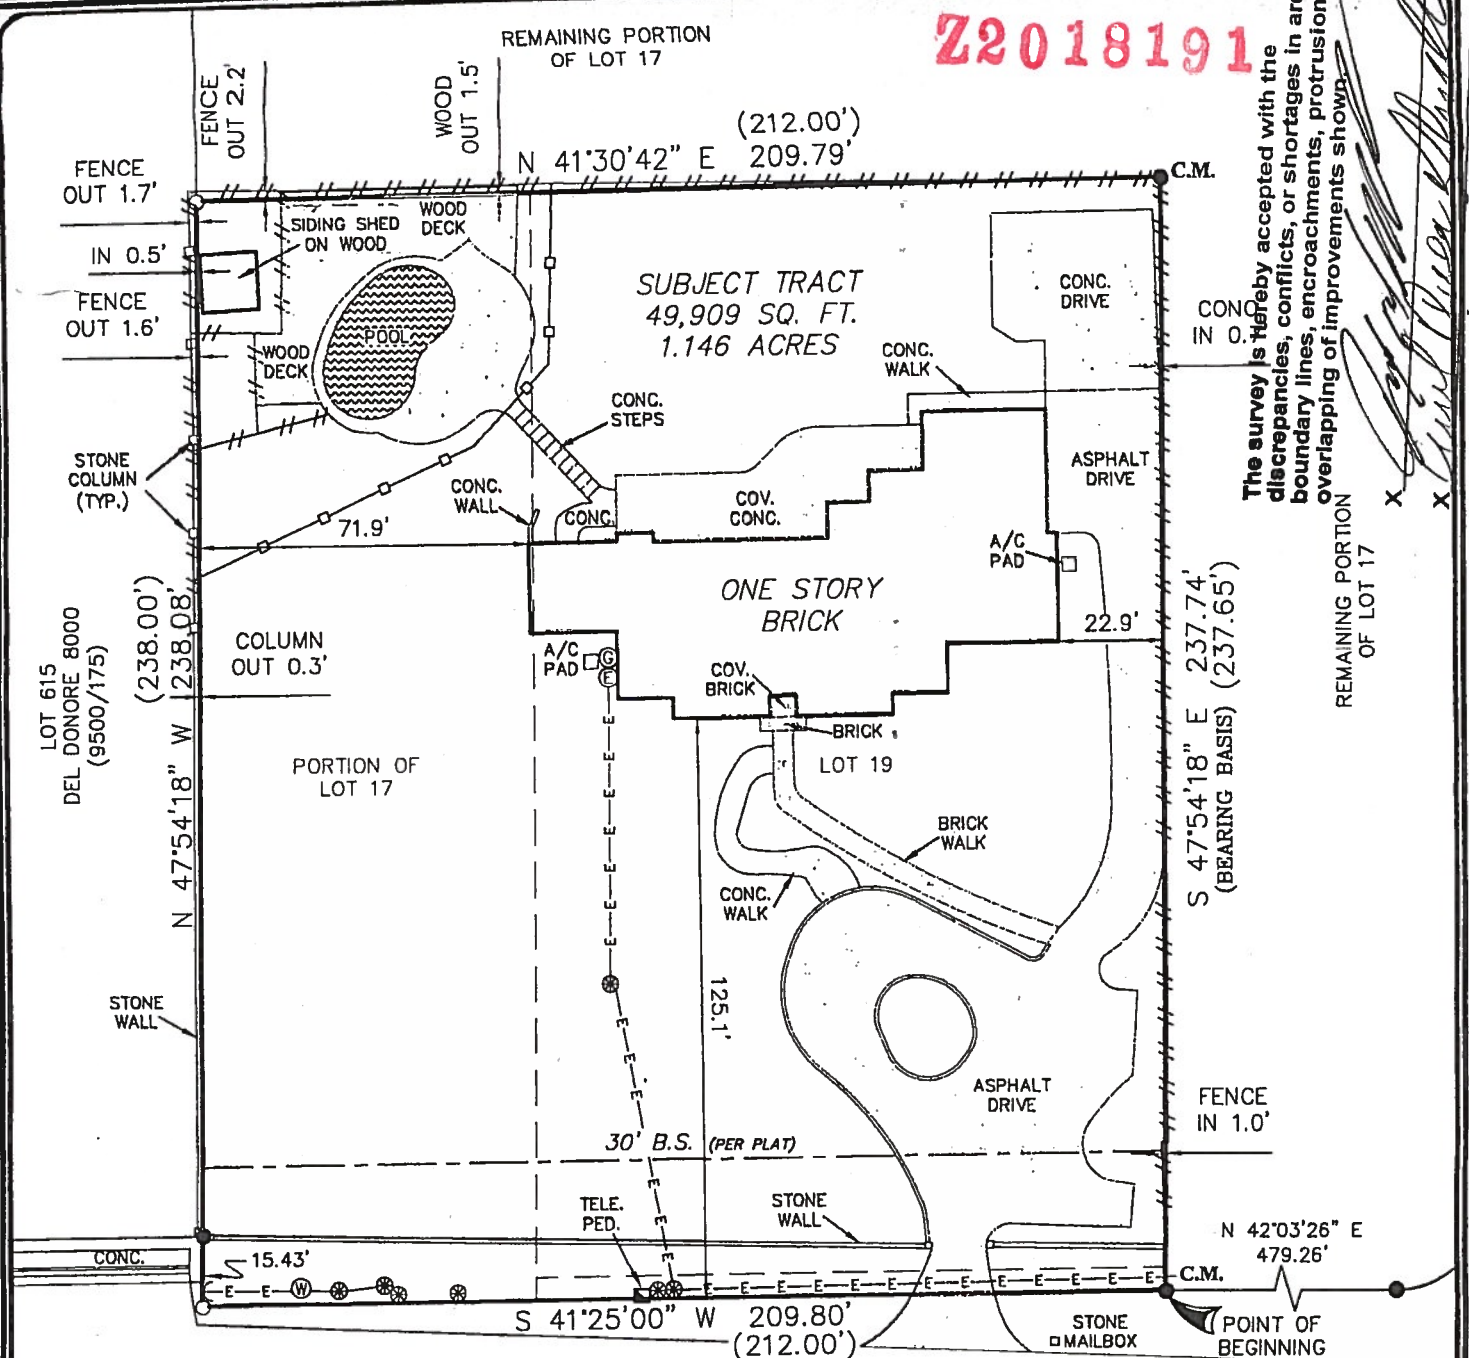 Z2018191
REMAINING PORTION
OF LOT 17
FENCE
OUT 2.2'
WOOD
OUT 1.5'
(212.00')
N 41°30'42" E 209.79'
C.M.
FENCE
OUT 1.7'
IN 0.5'
FENCE
OUT 1.6'
SIDING SHED
ON WOOD
WOOD
DECK
POOL
WOOD
DECK
SUBJECT TRACT
49,909 SQ. FT.
1.146 ACRES
CONC.
DRIVE
CONC.
WALK
CONC.
STEPS
CONC
IN 0.
The survey is hereby accepted with the
discrepancies, conflicts, or shortages in
boundary lines, encroachments, protrusion
overlapping of improvements shown.
X
X
STONE
COLUMN
(TYP.)
CONC.
WALL
CONC.
COV.
CONC.
ASPHALT
DRIVE
71.9'
A/C
PAD
ONE STORY
BRICK
22.9'
REMAINING PORTION
OF LOT 17
S 47°54'18" E 237.74'
(BEARING BASIS) (237.65')
LOT 615
DEL DONORE 8000
(9500/175)
(238.00')
N 47°54'18" W 238.08'
COLUMN
OUT 0.3'
A/C
PAD
G
E
COV.
BRICK
BRICK
LOT 19
PORTION OF
LOT 17
BRICK
WALK
CONC.
WALK
STONE
WALL
125.1'
ASPHALT
DRIVE
FENCE
IN 1.0'
30' B.S. (PER PLAT)
TELE.
PED.
STONE
WALL
N 42°03'26" E
479.26'
CONC.
15.43'
E E W
E E E E E E E E E E
C.M.
S 41°25'00" W 209.80'
(212.00')
STONE
MAILBOX
POINT OF
BEGINNING